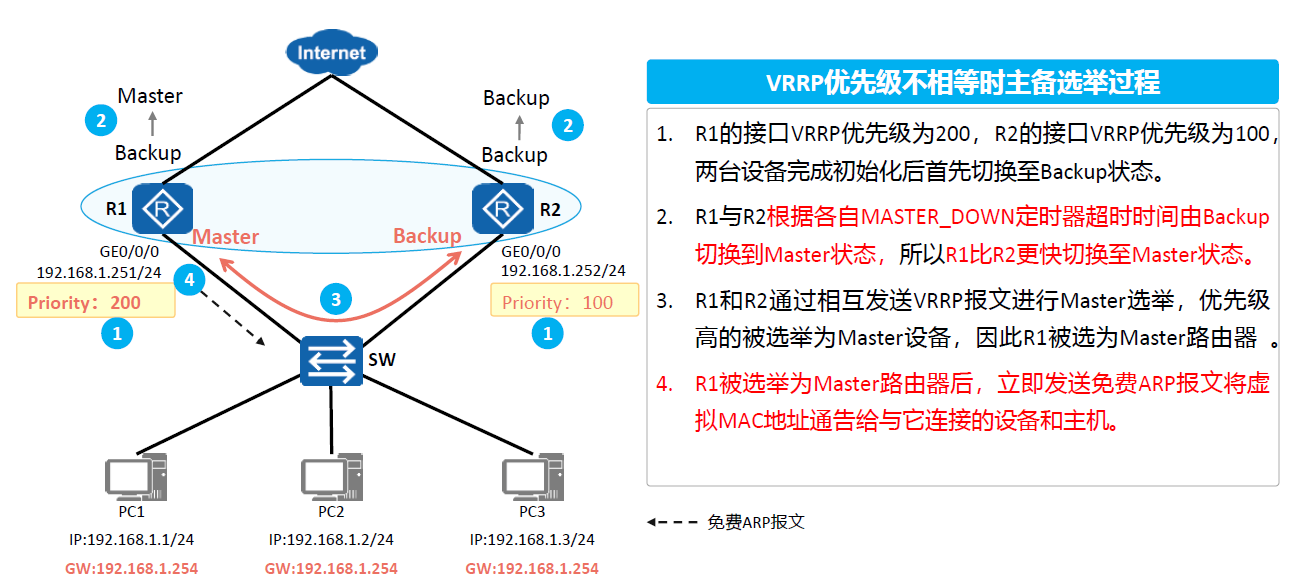 Internet
Master
2
Backup
Backup
2
Backup
R1
R2
Master
Backup
GE0/0/0
192.168.1.251/24
GE0/0/0
192.168.1.252/24
4
3
Priority：200
Priority：100
1
1
SW
PC1
PC2
PC3
IP:192.168.1.1/24
IP:192.168.1.2/24
IP:192.168.1.3/24
GW:192.168.1.254
GW:192.168.1.254
GW:192.168.1.254
VRRP优先级不相等时主备选举过程
1. R1的接口VRRP优先级为200，R2的接口VRRP优先级为100，
两台设备完成初始化后首先切换至Backup状态。
2. R1与R2根据各自MASTER_DOWN定时器超时时间由Backup
切换到Master状态，所以R1比R2更快切换至Master状态。
3. R1和R2通过相互发送VRRP报文进行Master选举，优先级
高的被选举为Master设备，因此R1被选为Master路由器 。
4. R1被选举为Master路由器后，立即发送免费ARP报文将虚
拟MAC地址通告给与它连接的设备和主机。
免费ARP报文